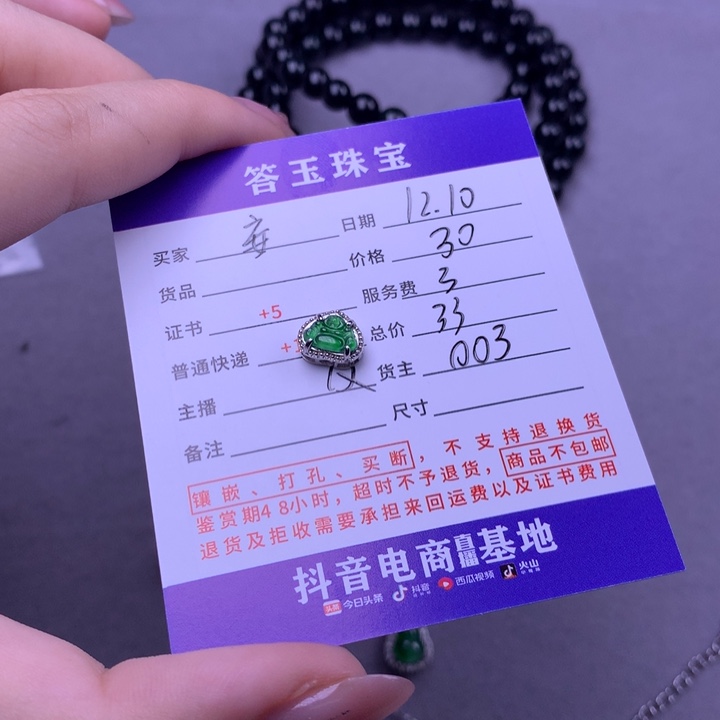 答玉珠宝
买家 日期 12.10
货品 价格 30
证书 +5 服务费 3
普通快递 总价 33
主播 货主 003
备注 尺寸
镶嵌、打孔、买断，不支持退换货
鉴赏期48小时，超时不予退货，商品不包邮
退货及拒收需要承担来回运费以及证书费用
抖音电商直播基地
头条 今日头条 抖音 西瓜视频 火山